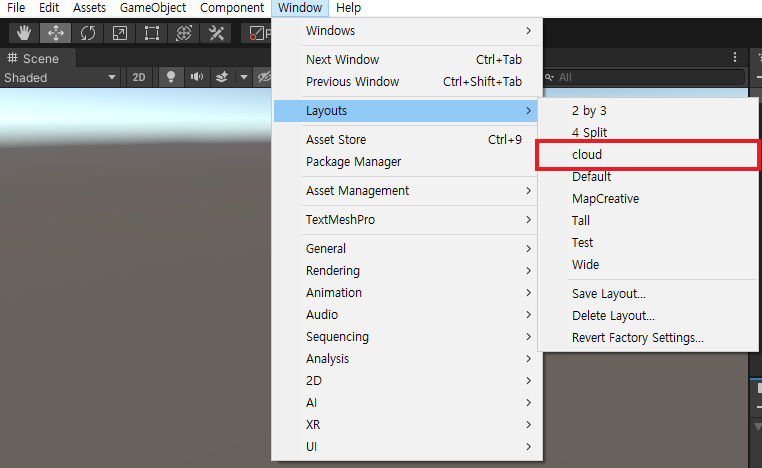 File Edit Assets GameObject Component Window Help
Scene
Shaded
2D
All
Windows
Next Window Ctrl+Tab
Previous Window Ctrl+Shift+Tab
Layouts
Asset Store Ctrl+9
Package Manager
Asset Management
TextMeshPro
General
Rendering
Animation
Audio
Sequencing
Analysis
2D
AI
XR
UI
2 by 3
4 Split
cloud
Default
MapCreative
Tall
Test
Wide
Save Layout...
Delete Layout...
Revert Factory Settings...